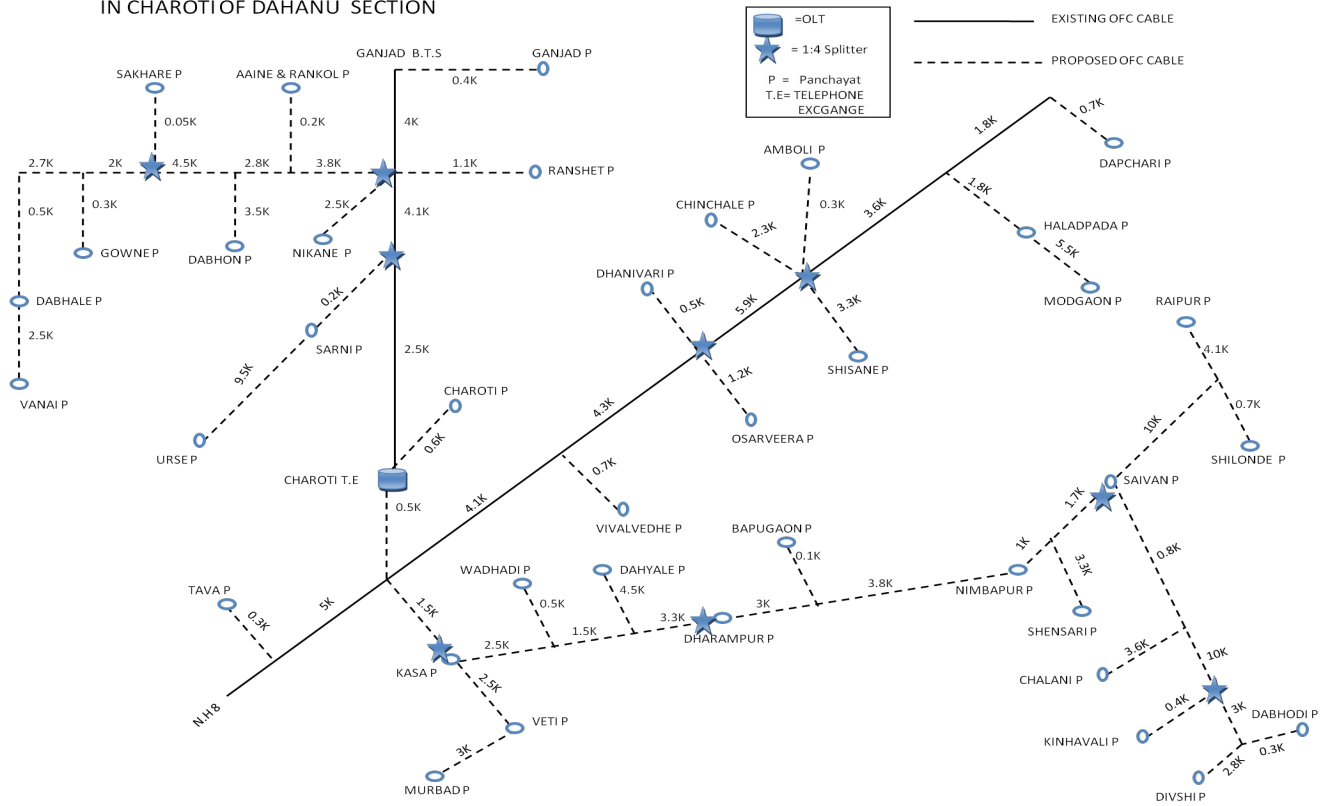 IN CHAROTI OF DAHANU SECTION
=OLT
= 1:4 Splitter
P = Panchayat
T.E= TELEPHONE
EXCGANGE
EXISTING OFC CABLE
PROPOSED OFC CABLE
GANJAD B.T.S
GANJAD P
0.4K
SAKHARE P
AAINE & RANKOL P
0.05K
0.2K
4K
2.7K
2K
4.5K
2.8K
3.8K
1.1K
RANSHET P
0.5K
0.3K
3.5K
2.5K
4.1K
GOWNE P
DABHON P
NIKANE P
DABHALE P
0.2K
SARNI P
2.5K
2.5K
9.5K
VANAI P
URSE P
CHAROTI P
0.6K
CHAROTI T.E
0.5K
1.8K
0.7K
DAPCHARI P
AMBOLI P
1.8K
3.6K
CHINCHALE P
0.3K
2.3K
HALADPADA P
5.5K
MODGAON P
DHANIVARI P
0.5K
5.9K
3.3K
SHISANE P
RAIPUR P
4.1K
1.2K
OSARVEERA P
4.3K
0.7K
SHILONDE P
10K
0.7K
VIVALVEDHE P
4.1K
SAIVAN P
1.7K
BAPUGAON P
0.1K
1K
0.8K
3.3K
WADHADI P
DAHYALE P
3.8K
NIMBAPUR P
TAVA P
5K
0.3K
1.5K
0.5K
4.5K
3K
3.3K
DHARAMPUR P
SHENSARI P
2.5K
1.5K
KASA P
2.5K
3.6K
10K
CHALANI P
N.H 8
VETI P
0.4K
3K
DABHODI P
KINHAVALI P
0.3K
3K
2.8K
MURBAD P
DIVSHI P